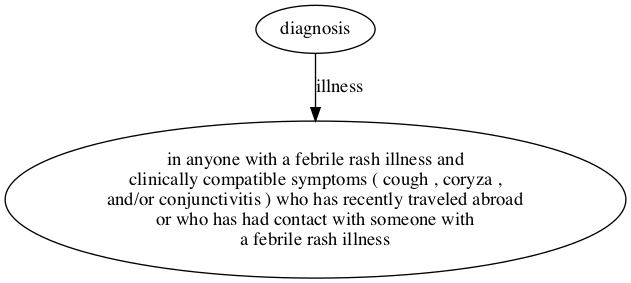 diagnosis
illness
in anyone with a febrile rash illness and
clinically compatible symptoms ( cough , coryza ,
and/or conjunctivitis ) who has recently traveled abroad
or who has had contact with someone with
a febrile rash illness